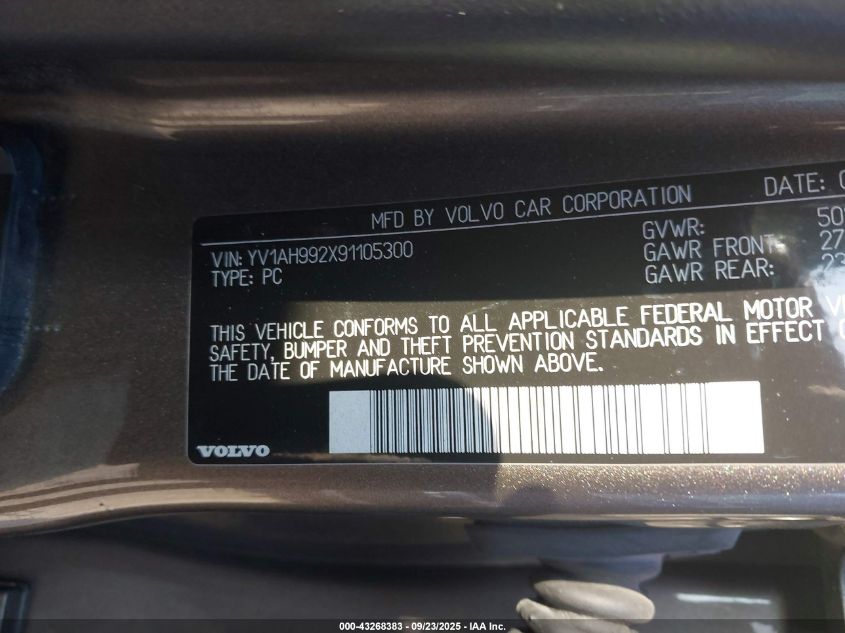 MFD BY VOLVO CAR CORPORATION DATE:
VIN: YV1AH992X91105300
TYPE: PC
GVWR:
GAWR FRONT:
GAWR REAR:
THIS VEHICLE CONFORMS TO ALL APPLICABLE FEDERAL MOTOR
SAFETY, BUMPER AND THEFT PREVENTION STANDARDS IN EFFECT
THE DATE OF MANUFACTURE SHOWN ABOVE.
VOLVO
000-43268383 - 09/23/2025 - IAA Inc.